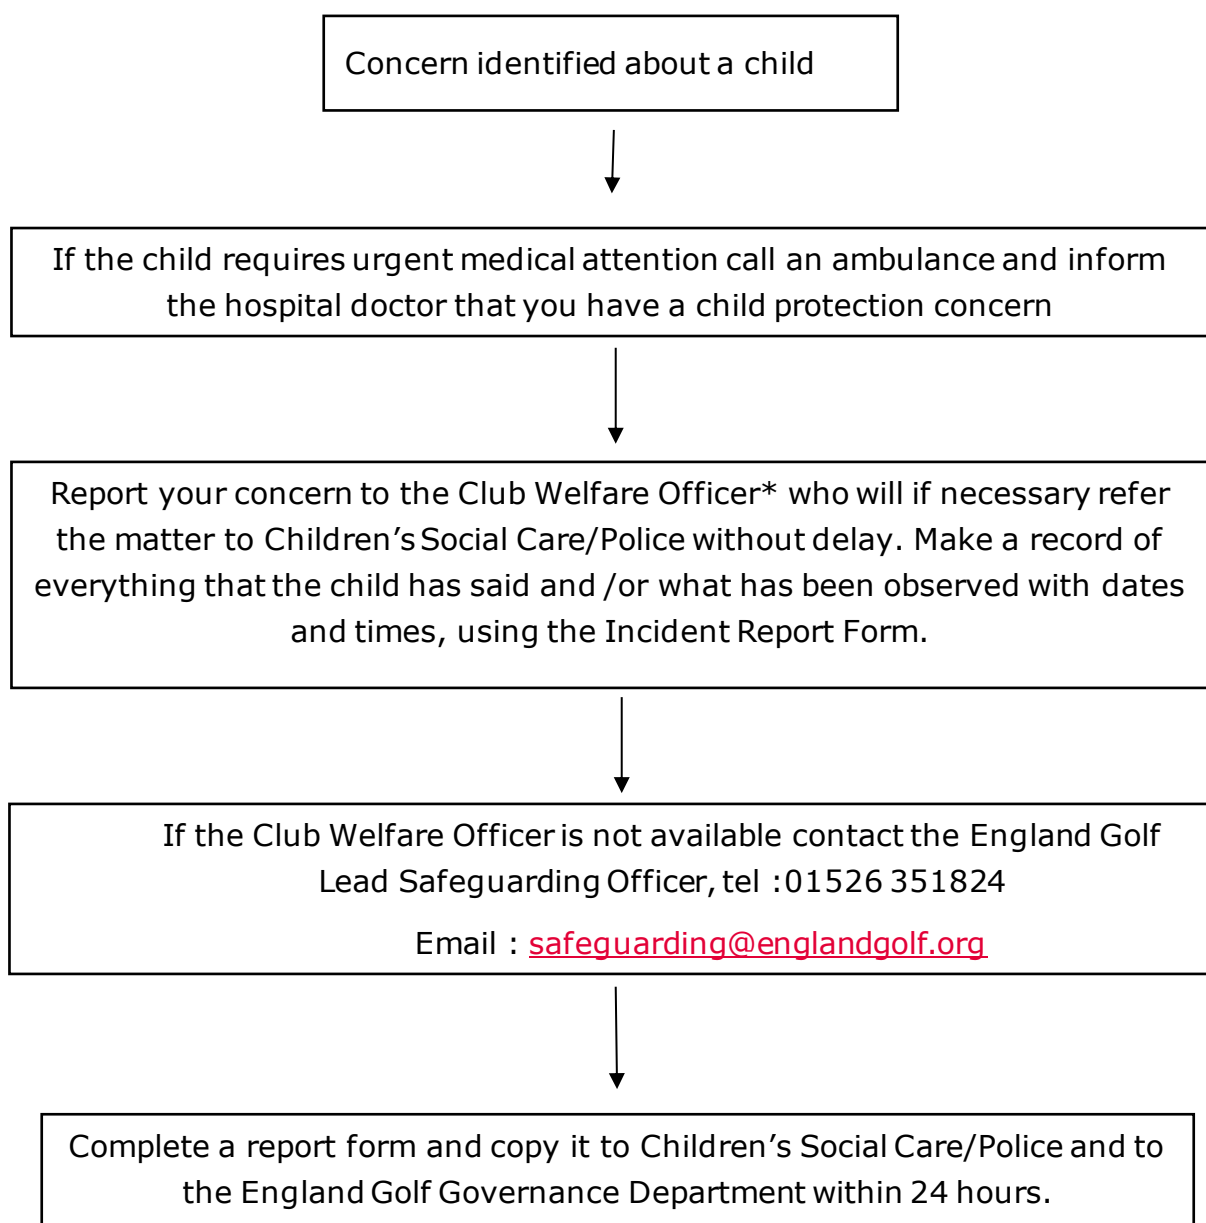 Concern identified about a child
If the child requires urgent medical attention call an ambulance and inform
the hospital doctor that you have a child protection concern
Report your concern to the Club Welfare Officer* who will if necessary refer
the matter to Children’s Social Care/Police without delay. Make a record of
everything that the child has said and /or what has been observed with dates
and times, using the Incident Report Form.
If the Club Welfare Officer is not available contact the England Golf
Lead Safeguarding Officer, tel :01526 351824
Email : safeguarding@englandgolf.org
Complete a report form and copy it to Children’s Social Care/Police and to
the England Golf Governance Department within 24 hours.